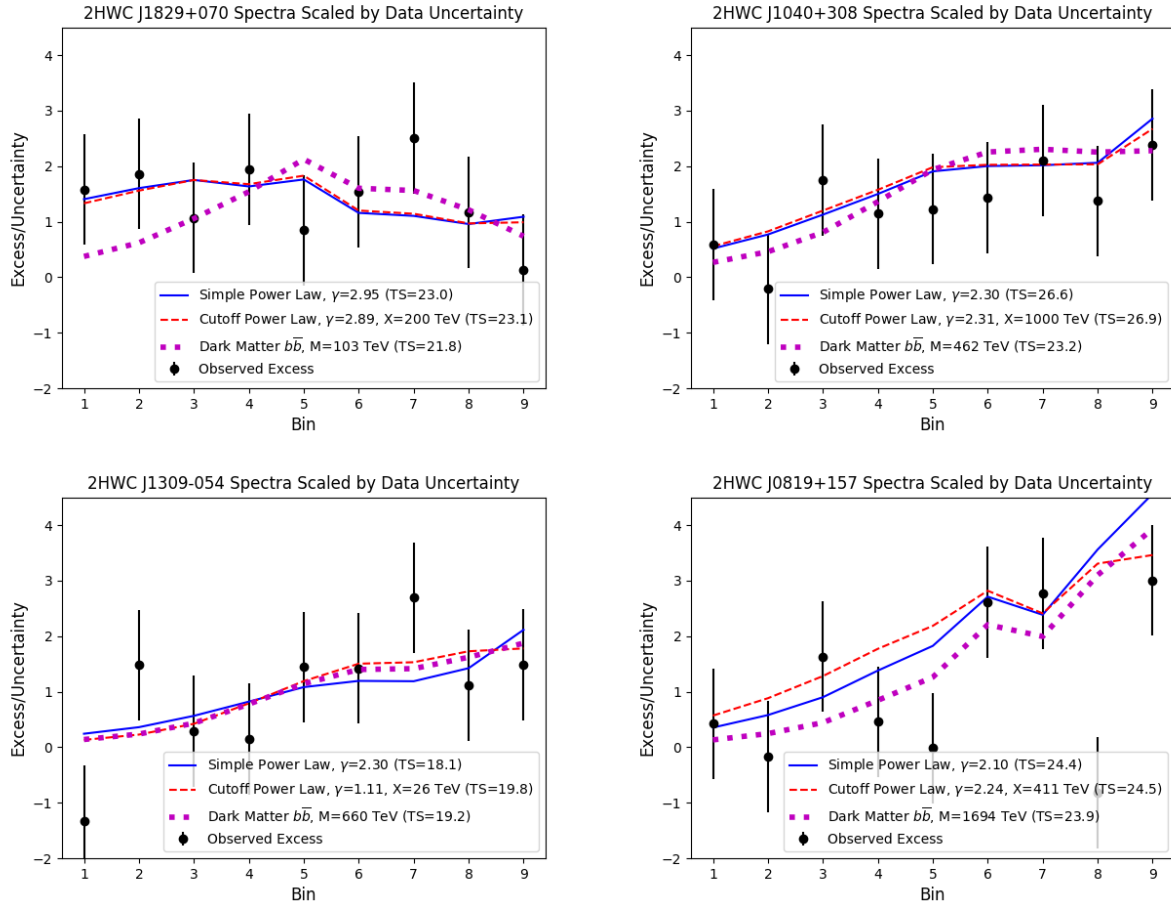 2HWC J1829+070 Spectra Scaled by Data Uncertainty
Excess/Uncertainty
4
3
2
1
0
−1
−2
Simple Power Law, γ=2.95 (TS=23.0)
Cutoff Power Law, γ=2.89, X=200 TeV (TS=23.1)
Dark Matter bb̅, M=103 TeV (TS=21.8)
Observed Excess
1 2 3 4 5 6 7 8 9
Bin
2HWC J1040+308 Spectra Scaled by Data Uncertainty
Excess/Uncertainty
4
3
2
1
0
−1
−2
Simple Power Law, γ=2.30 (TS=26.6)
Cutoff Power Law, γ=2.31, X=1000 TeV (TS=26.9)
Dark Matter bb̅, M=462 TeV (TS=23.2)
Observed Excess
1 2 3 4 5 6 7 8 9
Bin
2HWC J1309-054 Spectra Scaled by Data Uncertainty
Excess/Uncertainty
4
3
2
1
0
−1
−2
Simple Power Law, γ=2.30 (TS=18.1)
Cutoff Power Law, γ=1.11, X=26 TeV (TS=19.8)
Dark Matter bb̅, M=660 TeV (TS=19.2)
Observed Excess
1 2 3 4 5 6 7 8 9
Bin
2HWC J0819+157 Spectra Scaled by Data Uncertainty
Excess/Uncertainty
4
3
2
1
0
−1
−2
Simple Power Law, γ=2.10 (TS=24.4)
Cutoff Power Law, γ=2.24, X=411 TeV (TS=24.5)
Dark Matter bb̅, M=1694 TeV (TS=23.9)
Observed Excess
1 2 3 4 5 6 7 8 9
Bin